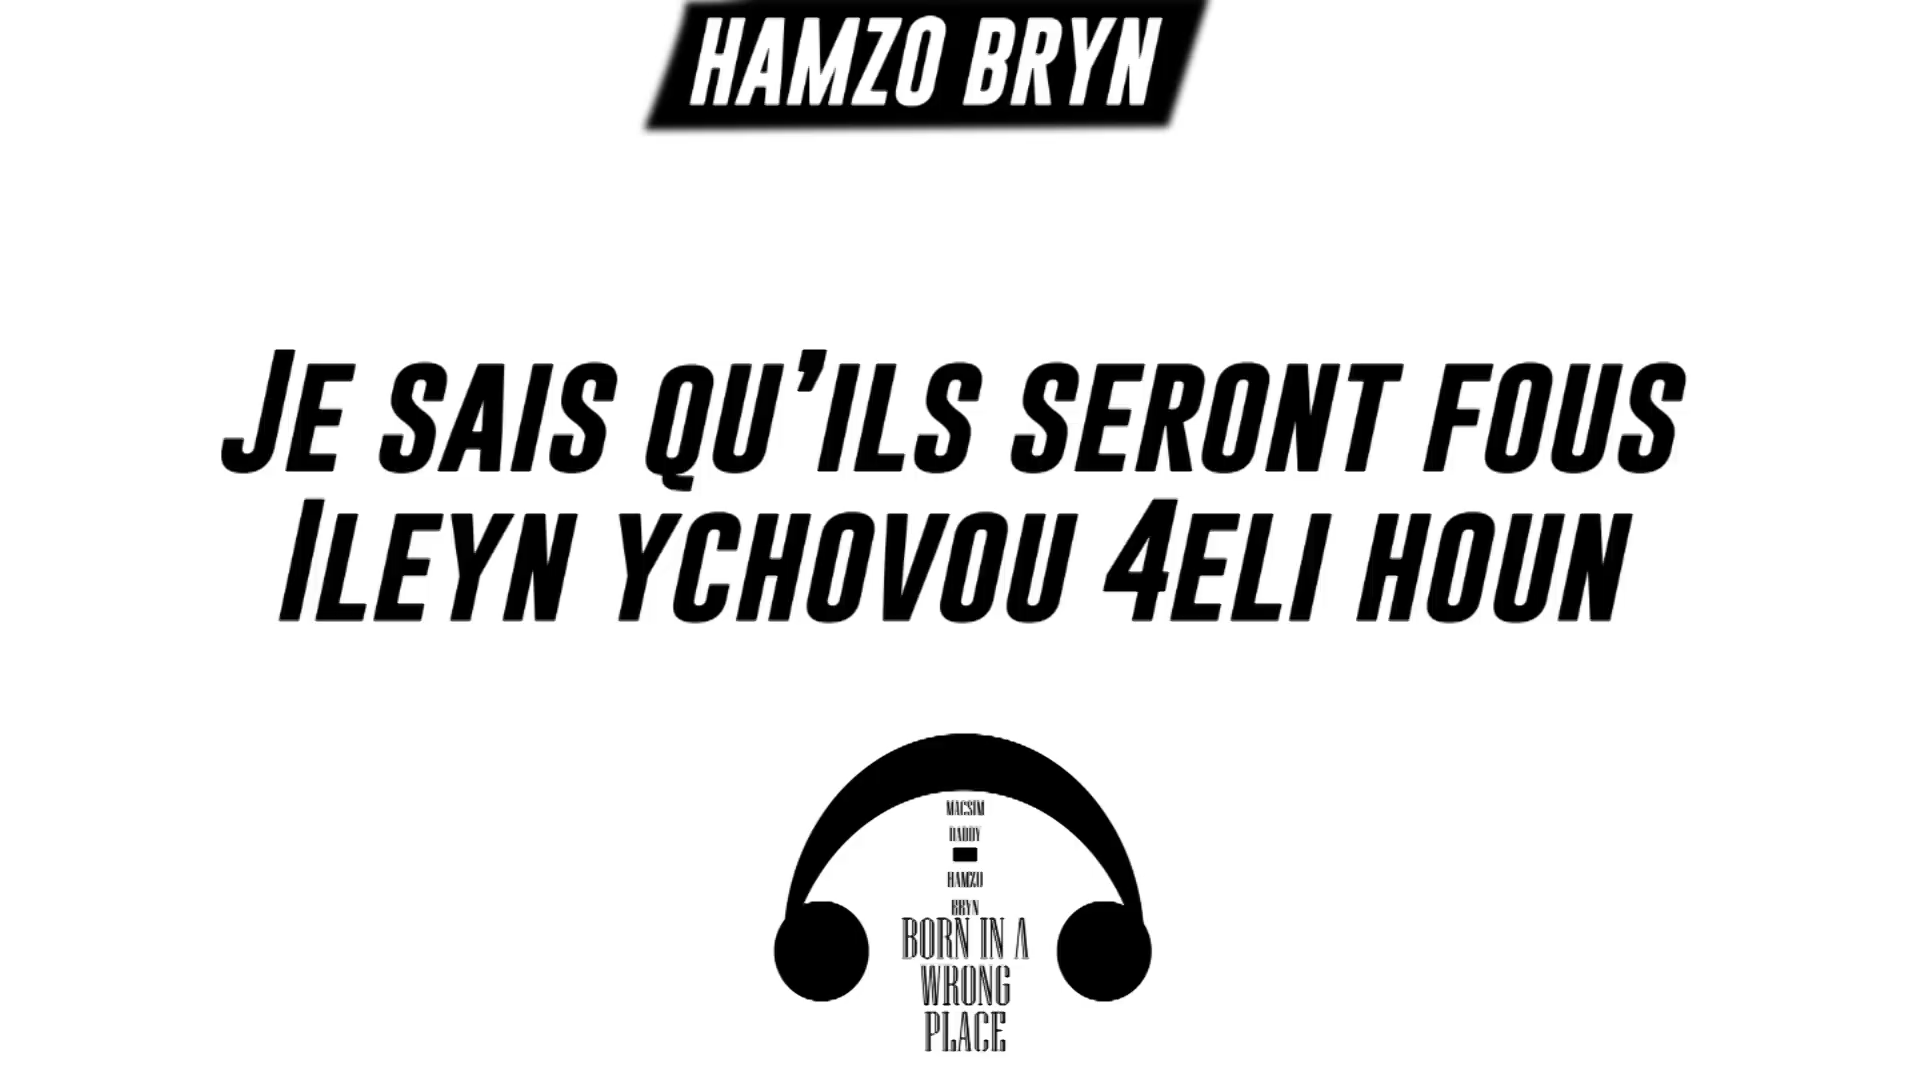 HAMZO BRYN
JE SAIS QU’ILS SERONT FOUS
ILEYN YCHOVOU 4ELI HOUN
MACSIM
DADDY
-
HAMZO
BRYN
BORN IN A
WRONG
PLACE